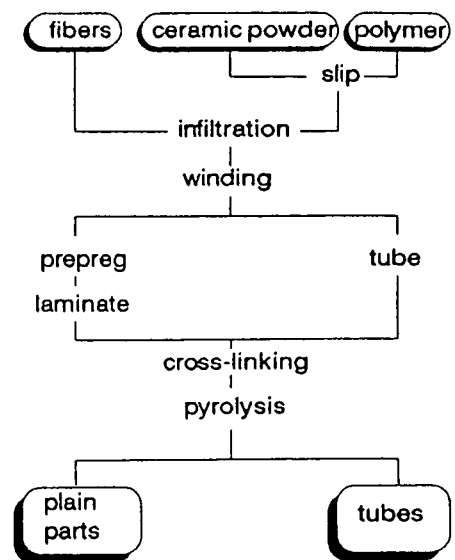 fibers
ceramic powder
polymer
slip
infiltration
winding
prepreg
tube
laminate
cross-linking
pyrolysis
plain
parts
tubes